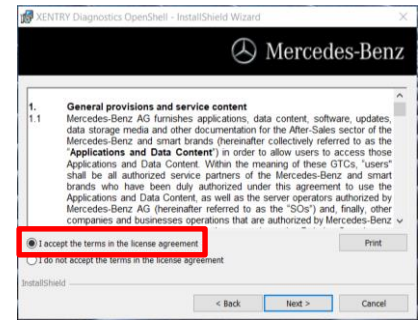 XENTRY Diagnostics OpenShell - InstallShield Wizard
Mercedes-Benz
1. General provisions and service content
1.1 Mercedes-Benz AG furnishes applications, data content, software, updates,
data storage media and other documentation for the After-Sales sector of the
Mercedes-Benz and smart brands (hereinafter collectively referred to as the
"Applications and Data Content") in order to allow users to access those
Applications and Data Content. Within the meaning of these GTCs, "users"
shall be all authorized service partners of the Mercedes-Benz and smart
brands who have been duly authorized under this agreement to use the
Applications and Data Content, as well as the server operators authorized by
Mercedes-Benz AG (hereinafter referred to as the "SOs") and, finally, other
companies and businesses operations that are authorized by Mercedes-Benz
I accept the terms in the license agreement
Print
I do not accept the terms in the license agreement
InstallShield
< Back
Next >
Cancel